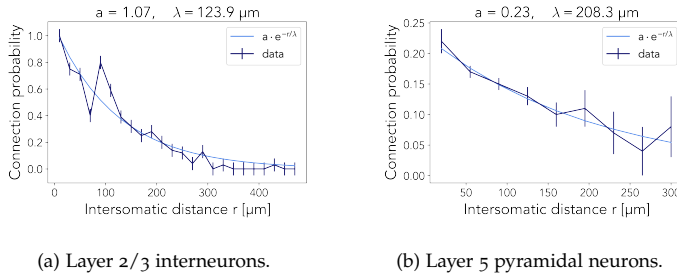 a = 1.07, λ = 123.9 µm
Connection probability
1.0
0.8
0.6
0.4
0.2
0.0
a · e^{-r/λ}
data
0 100 200 300 400
Intersomatic distance r [µm]
(a) Layer 2/3 interneurons.
a = 0.23, λ = 208.3 µm
Connection probability
0.25
0.20
0.15
0.10
0.05
0.00
a · e^{-r/λ}
data
50 100 150 200 250 300
Intersomatic distance r [µm]
(b) Layer 5 pyramidal neurons.